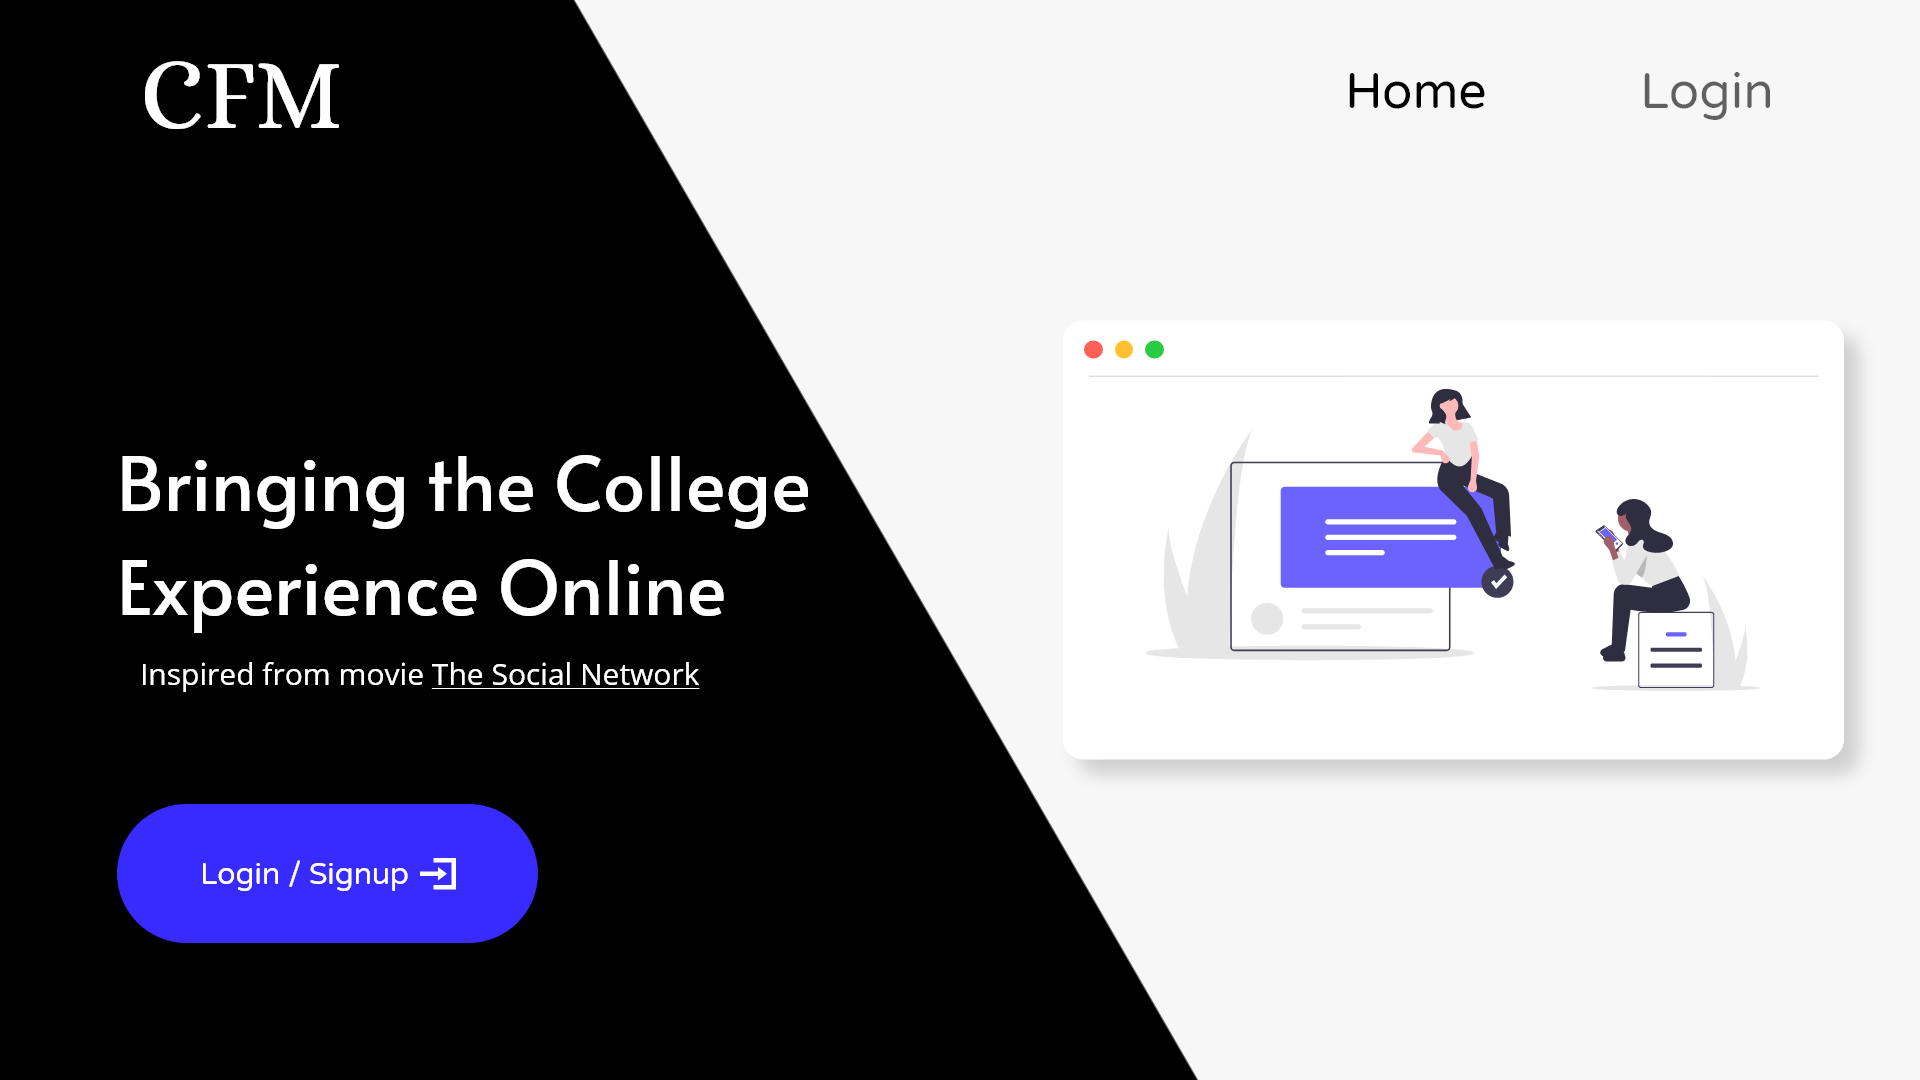 CFM
Home
Login
Bringing the College
Experience Online
Inspired from movie The Social Network
Login / Signup